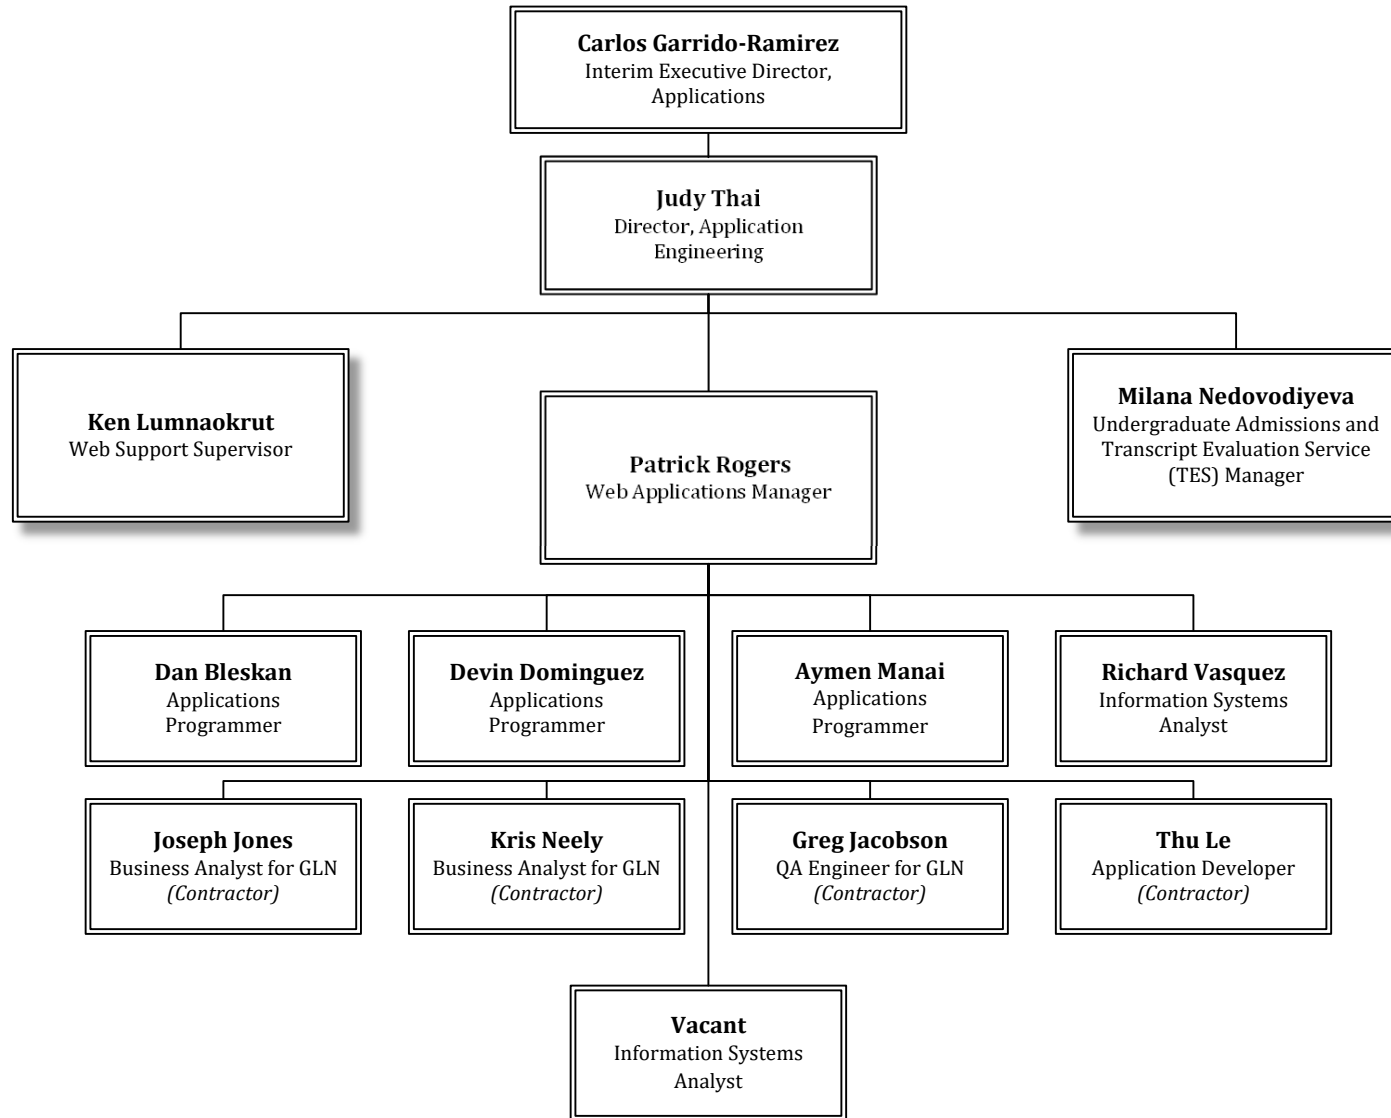 Carlos Garrido-Ramirez
Interim Executive Director,
Applications
Judy Thai
Director, Application
Engineering
Ken Lumnaokrut
Web Support Supervisor
Patrick Rogers
Web Applications Manager
Milana Nedovodiyeva
Undergraduate Admissions and
Transcript Evaluation Service
(TES) Manager
Dan Bleskan
Applications
Programmer
Devin Dominguez
Applications
Programmer
Aymen Manai
Applications
Programmer
Richard Vasquez
Information Systems
Analyst
Joseph Jones
Business Analyst for GLN
(Contractor)
Kris Neely
Business Analyst for GLN
(Contractor)
Greg Jacobson
QA Engineer for GLN
(Contractor)
Thu Le
Application Developer
(Contractor)
Vacant
Information Systems
Analyst